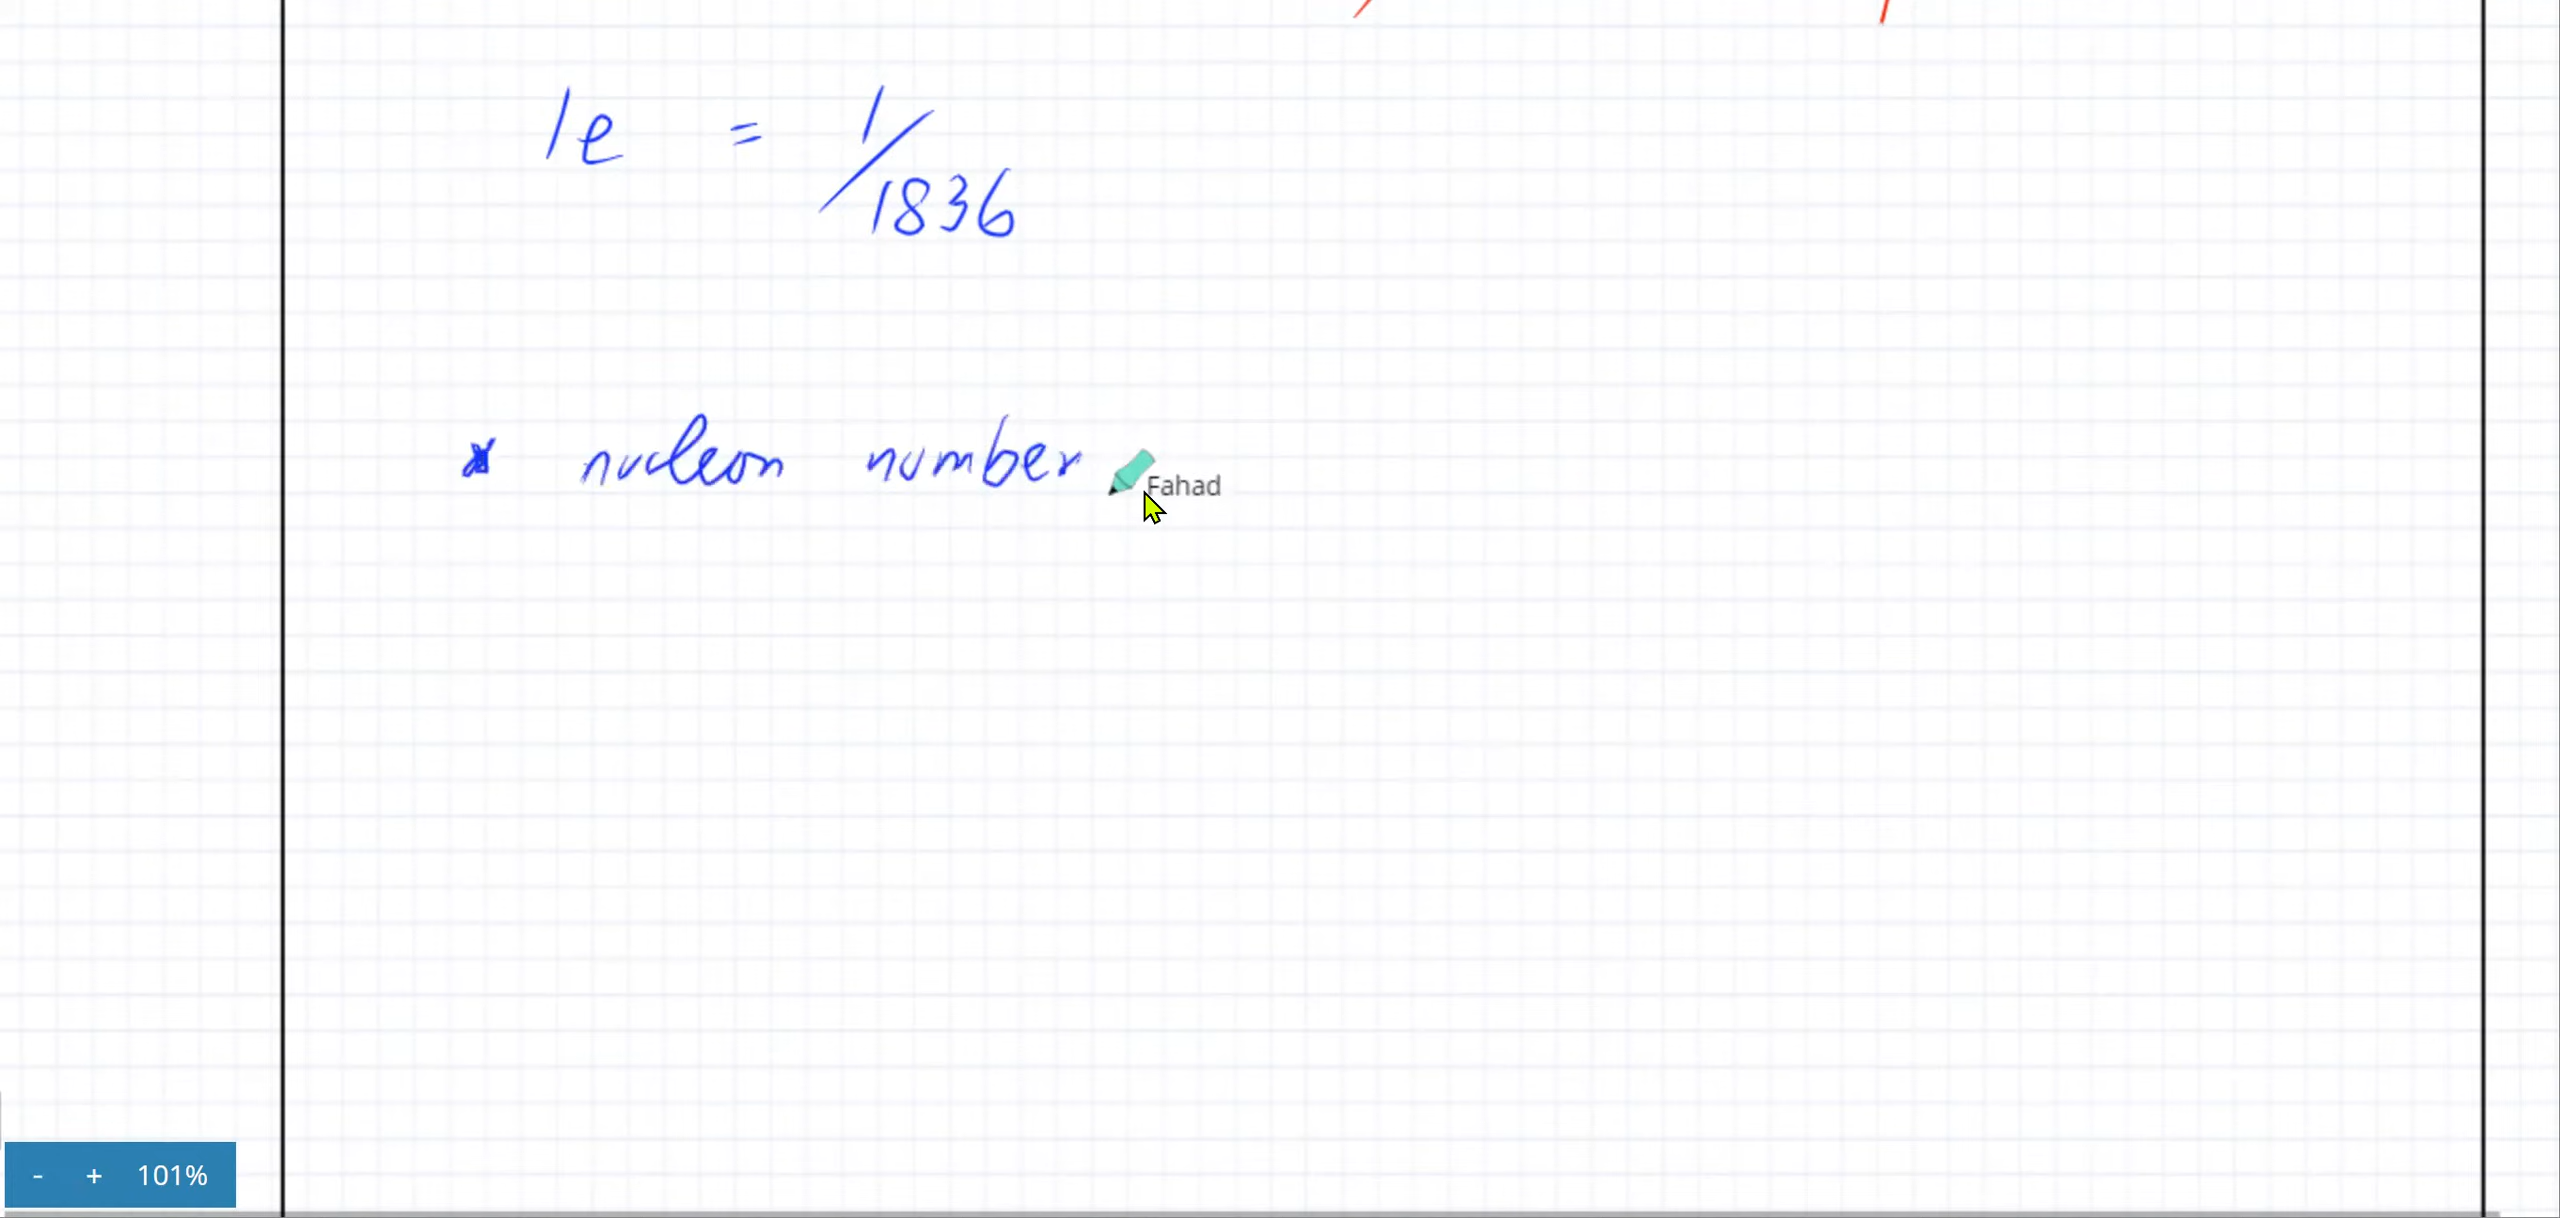 1e = 1/1836
* nucleon number
Fahad
- + 101%